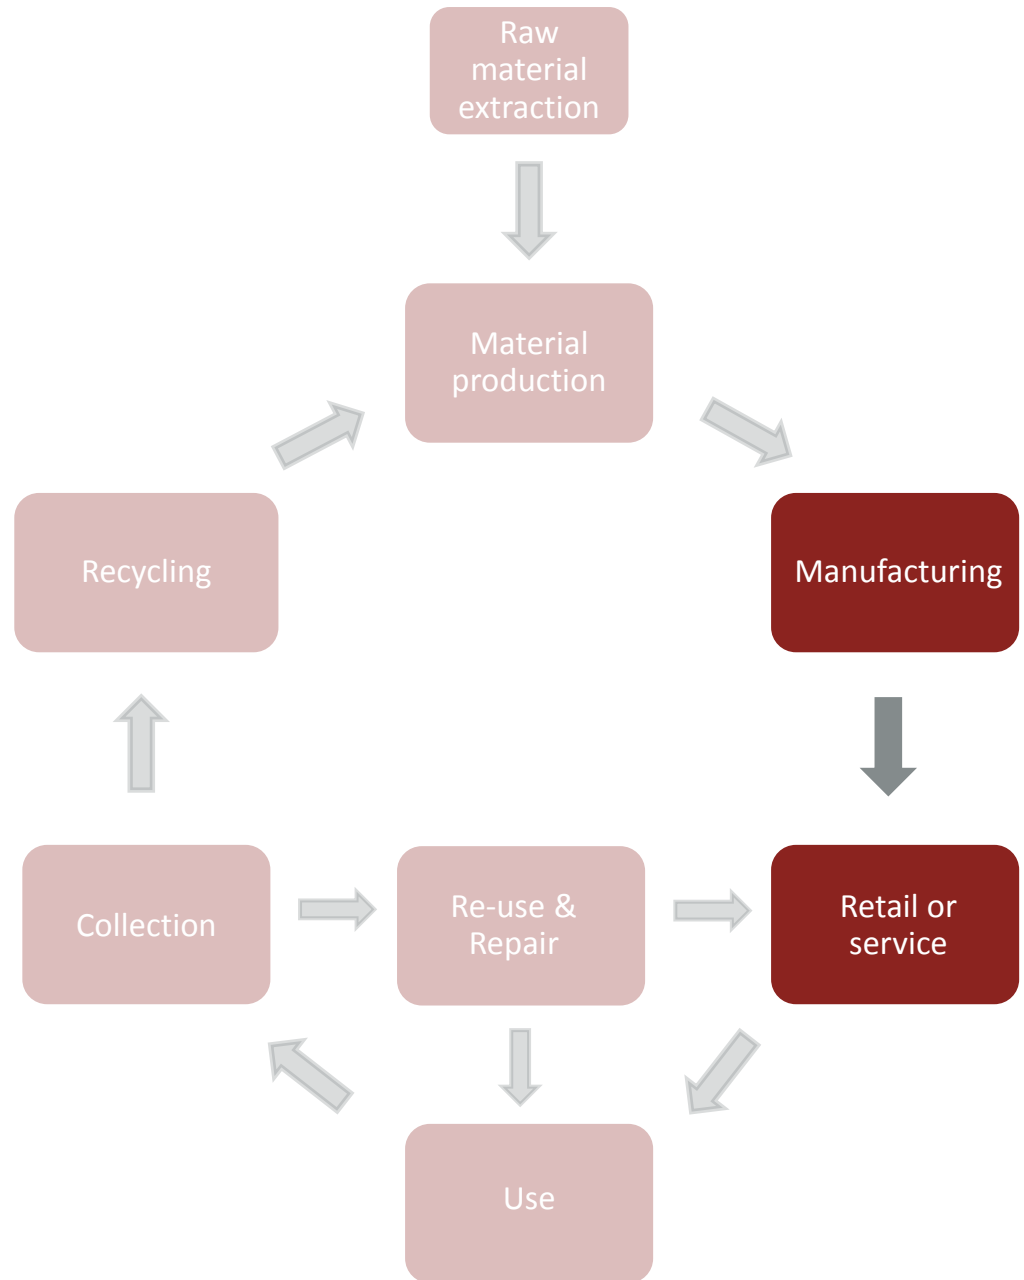 Raw
material
extraction
Material
production
Recycling
Manufacturing
Collection
Re-use &
Repair
Retail or
service
Use